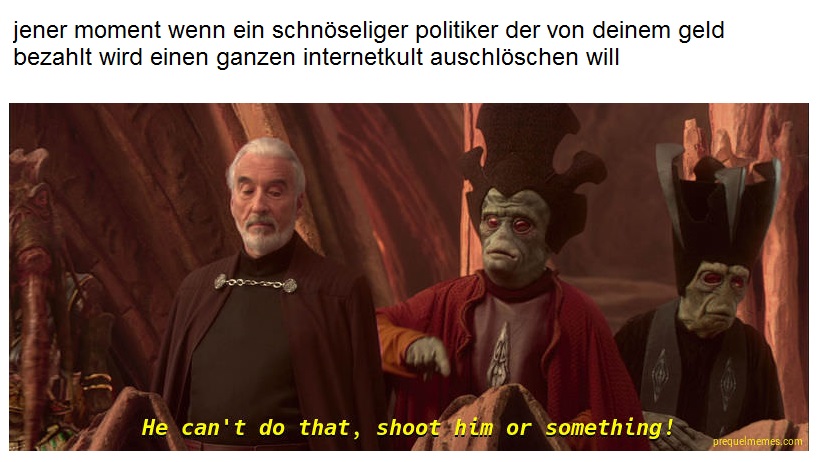 jener moment wenn ein schnöseliger politiker der von deinem geld
bezahlt wird einen ganzen internetkult auschlöschen will
He can't do that, shoot him or something!
prequelmemes.com